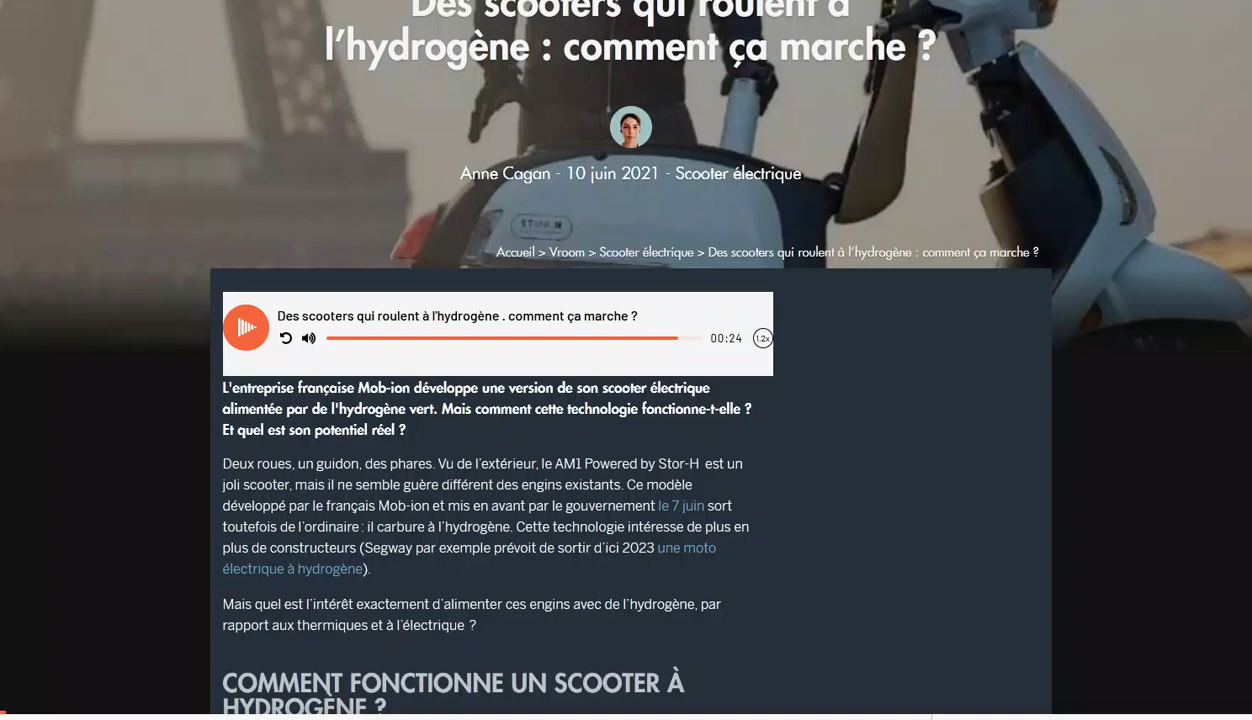 Des scooters qui roulent à
l’hydrogène : comment ça marche ?
Anne Cagan - 10 juin 2021 - Scooter électrique
STOR H
Accueil > Vroom > Scooter électrique > Des scooters qui roulent à l’hydrogène : comment ça marche ?
Des scooters qui roulent à l'hydrogène . comment ça marche ?
00:24
1.2x
L'entreprise française Mob-ion développe une version de son scooter électrique
alimentée par de l'hydrogène vert. Mais comment cette technologie fonctionne-t-elle ?
Et quel est son potentiel réel ?
Deux roues, un guidon, des phares. Vu de l’extérieur, le AM1 Powered by Stor-H est un
joli scooter, mais il ne semble guère différent des engins existants. Ce modèle
développé par le français Mob-ion et mis en avant par le gouvernement le 7 juin sort
toutefois de l’ordinaire : il carbure à l’hydrogène. Cette technologie intéresse de plus en
plus de constructeurs (Segway par exemple prévoit de sortir d’ici 2023 une moto
électrique à hydrogène).
Mais quel est l’intérêt exactement d’alimenter ces engins avec de l’hydrogène, par
rapport aux thermiques et à l’électrique ?
COMMENT FONCTIONNE UN SCOOTER À
HYDROGÈNE ?